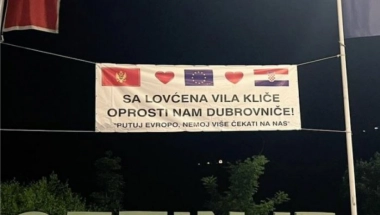 SA LOVĆENA VILA KLIČE
OPROSTI NAM DUBROVNIČE!
"PUTUJ EVROPO, NEMOJ VIŠE ČEKATI NA NAS"